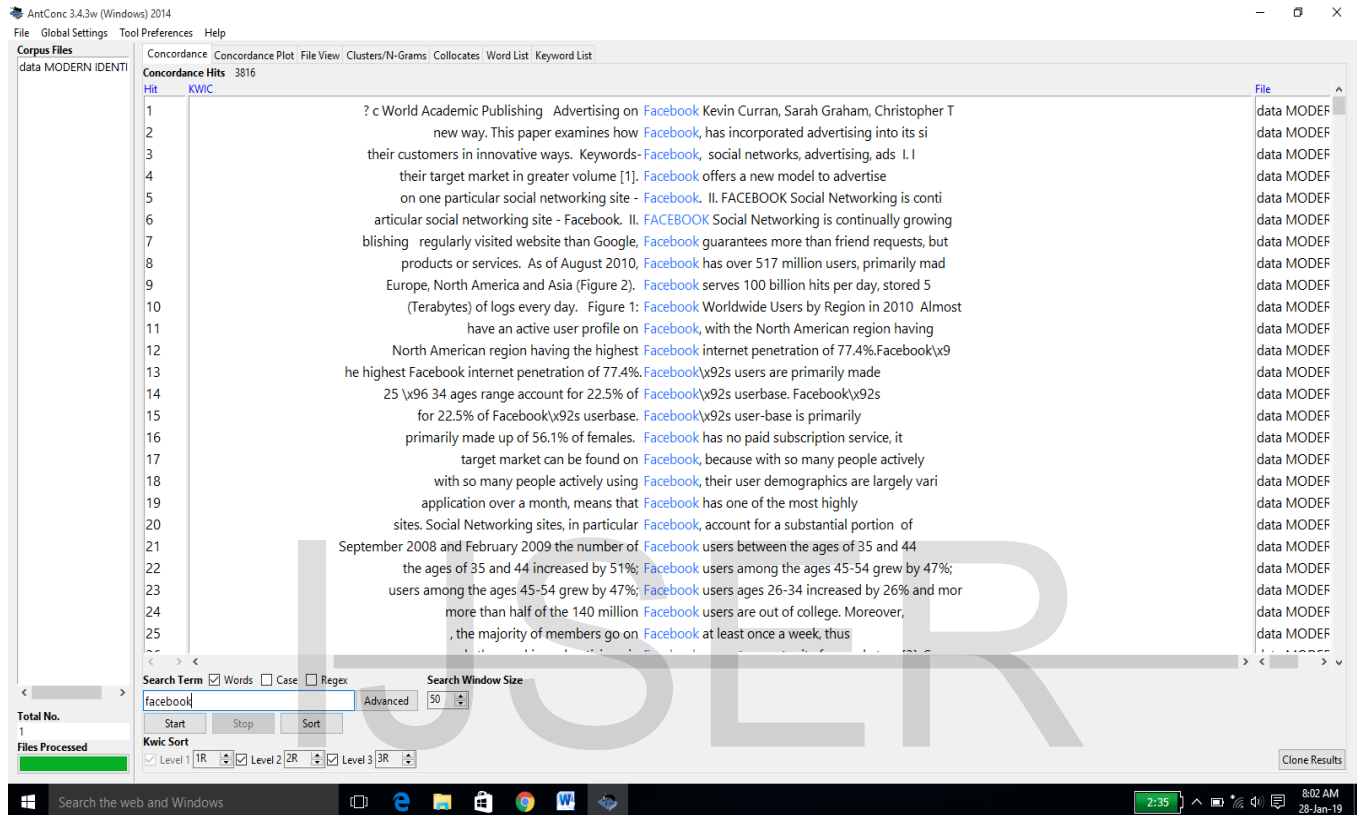 AntConc 3.4.3w (Windows) 2014
File Global Settings Tool Preferences Help
Corpus Files
data MODERN IDENTI
Concordance Concordance Plot File View Clusters/N-Grams Collocates Word List Keyword List
Concordance Hits 3816
Hit KWIC File
1 ? c World Academic Publishing Advertising on Facebook Kevin Curran, Sarah Graham, Christopher T data MODER
2 new way. This paper examines how Facebook, has incorporated advertising into its si data MODER
3 their customers in innovative ways. Keywords- Facebook, social networks, advertising, ads I. I data MODER
4 their target market in greater volume [1]. Facebook offers a new model to advertise data MODER
5 on one particular social networking site - Facebook. II. FACEBOOK Social Networking is conti data MODER
6 articular social networking site - Facebook. II. FACEBOOK Social Networking is continually growing data MODER
7 blishing regularly visited website than Google, Facebook guarantees more than friend requests, but data MODER
8 products or services. As of August 2010, Facebook has over 517 million users, primarily mad data MODER
9 Europe, North America and Asia (Figure 2). Facebook serves 100 billion hits per day, stored 5 data MODER
10 (Terabytes) of logs every day. Figure 1: Facebook Worldwide Users by Region in 2010 Almost data MODER
11 have an active user profile on Facebook, with the North American region having data MODER
12 North American region having the highest Facebook internet penetration of 77.4%.Facebook\x9 data MODER
13 he highest Facebook internet penetration of 77.4%. Facebook\x92s users are primarily made data MODER
14 25 \x96 34 ages range account for 22.5% of Facebook\x92s userbase. Facebook\x92s data MODER
15 for 22.5% of Facebook\x92s userbase. Facebook\x92s user-base is primarily data MODER
16 primarily made up of 56.1% of females. Facebook has no paid subscription service, it data MODER
17 target market can be found on Facebook, because with so many people actively data MODER
18 with so many people actively using Facebook, their user demographics are largely vari data MODER
19 application over a month, means that Facebook has one of the most highly data MODER
20 sites. Social Networking sites, in particular Facebook, account for a substantial portion of data MODER
21 September 2008 and February 2009 the number of Facebook users between the ages of 35 and 44 data MODER
22 the ages of 35 and 44 increased by 51%; Facebook users among the ages 45-54 grew by 47%; data MODER
23 users among the ages 45-54 grew by 47%; Facebook users ages 26-34 increased by 26% and mor data MODER
24 more than half of the 140 million Facebook users are out of college. Moreover, data MODER
25 , the majority of members go on Facebook at least once a week, thus data MODER
IJSER
Search Term Words Case Regex Search Window Size
facebook Advanced 50
Start Stop Sort
Total No.
1
Files Processed
Kwic Sort
Level 1 1R Level 2 2R Level 3 3R
Clone Results
Search the web and Windows
2:35
8:02 AM
28-Jan-19